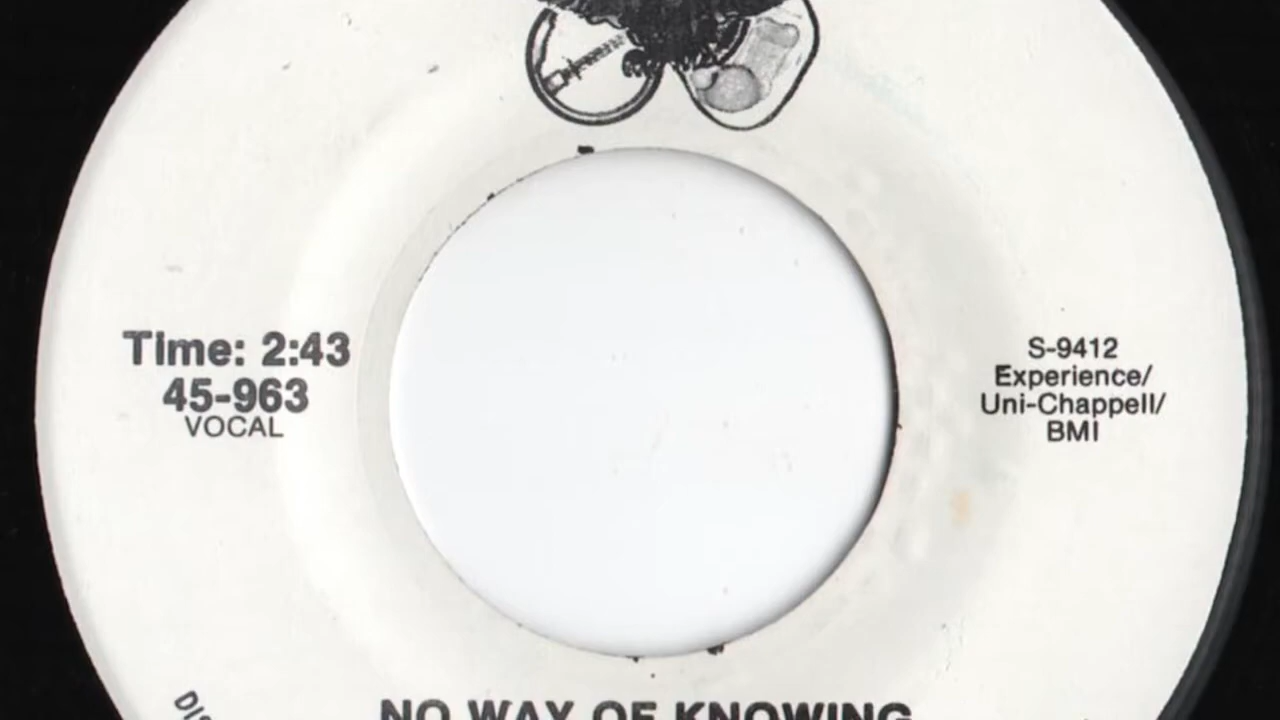 Time: 2:43
45-963
VOCAL
S-9412
Experience/
Uni-Chappell/
BMI
NO WAY OF KNOWING